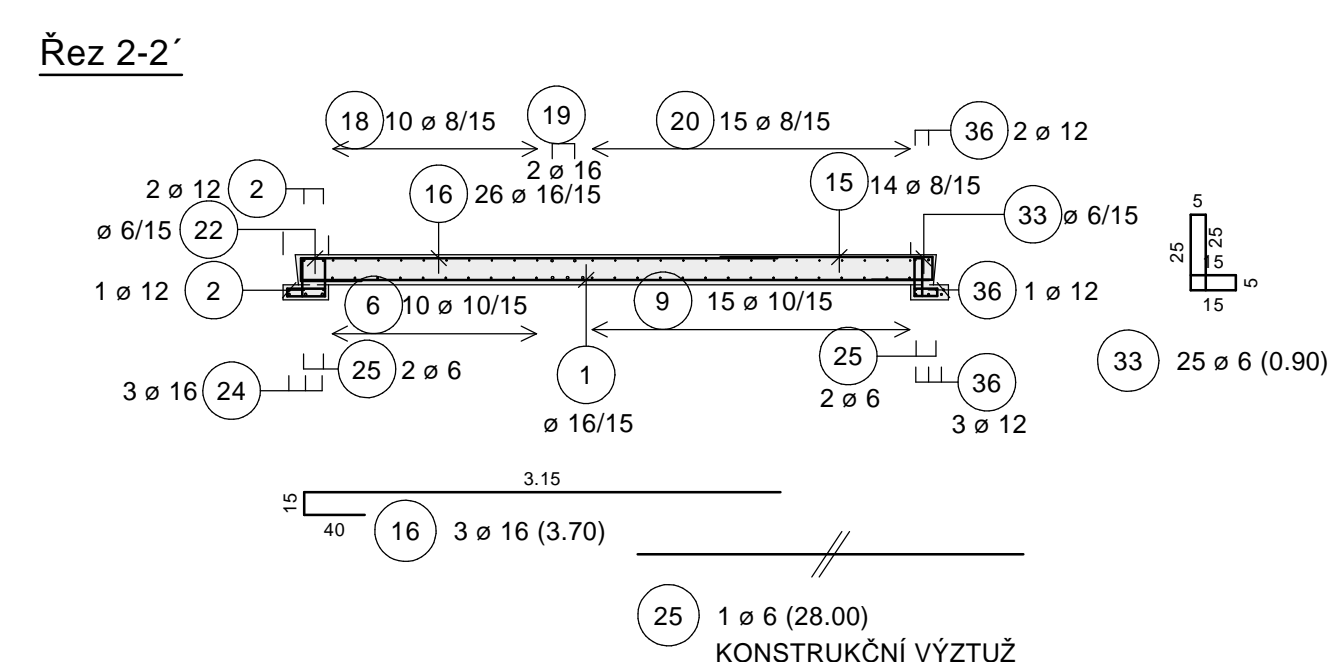 Řez 2-2´
18 10 ø 8/15
19
2 ø 16
20 15 ø 8/15
36 2 ø 12
2 ø 12 2
16 26 ø 16/15
15 14 ø 8/15
ø 6/15 22
33 ø 6/15
1 ø 12 2
6 10 ø 10/15
9 15 ø 10/15
36 1 ø 12
3 ø 16 24
25 2 ø 6
1
ø 16/15
25
2 ø 6
36
3 ø 12
5
25
25
15
5
15
33 25 ø 6 (0.90)
3.15
15
40
16 3 ø 16 (3.70)
25 1 ø 6 (28.00)
KONSTRUKČNÍ VÝZTUŽ